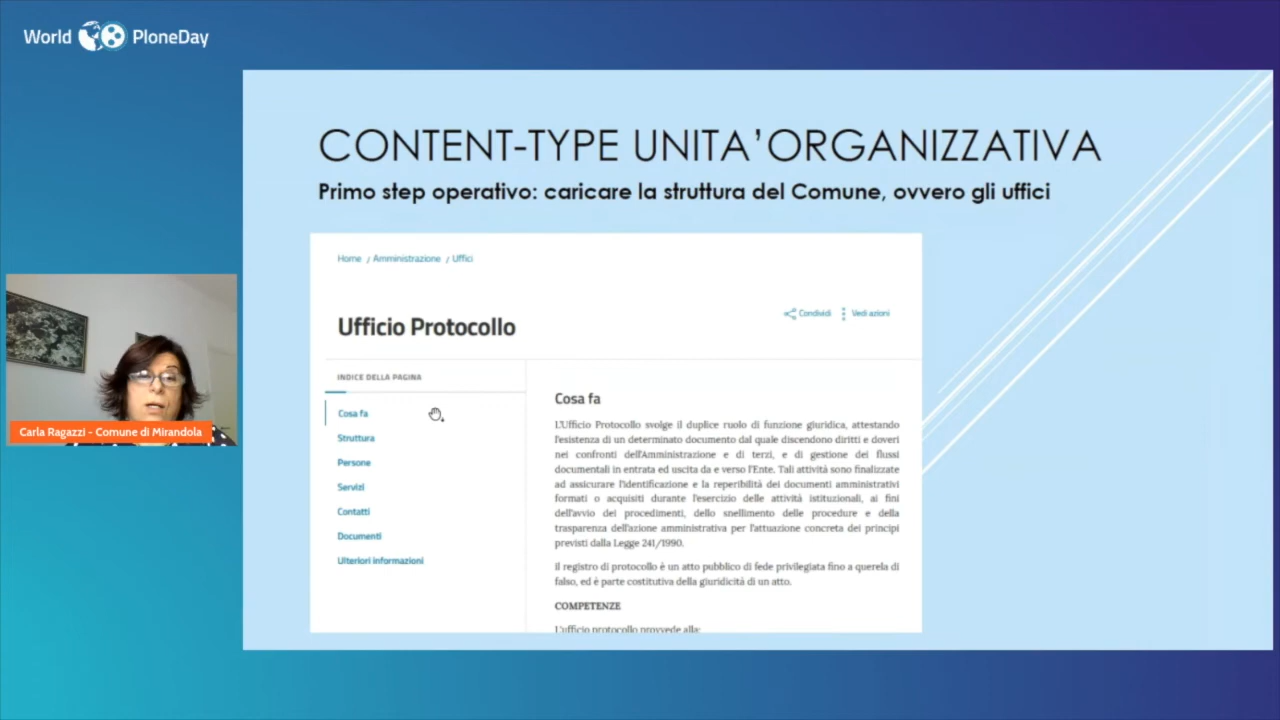 World PloneDay
CONTENT-TYPE UNITA’ORGANIZZATIVA
Primo step operativo: caricare la struttura del Comune, ovvero gli uffici
Home / Amministrazione / Uffici
Condividi Vedi azioni
Ufficio Protocollo
INDICE DELLA PAGINA
Cosa fa
Struttura
Persone
Servizi
Contatti
Documenti
Ulteriori informazioni
Cosa fa
L'Ufficio Protocollo svolge il duplice ruolo di funzione giuridica, attestando
l'esistenza di un determinato documento dal quale discendono diritti e doveri
nei confronti dell'Amministrazione e di terzi, e di gestione dei flussi
documentali in entrata ed uscita da e verso l'Ente. Tali attività sono finalizzate
ad assicurare l'identificazione e la reperibilità dei documenti amministrativi
formati o acquisiti durante l'esercizio delle attività istituzionali, ai fini
dell'avvio dei procedimenti, dello snellimento delle procedure e della
trasparenza dell'azione amministrativa per l'attuazione concreta dei principi
previsti dalla Legge 241/1990.
il registro di protocollo è un atto pubblico di fede privilegiata fino a querela di
falso, ed è parte costitutiva della giuridicità di un atto.
COMPETENZE
L'ufficio protocollo provvede alla:
Carla Ragazzi - Comune di Mirandola